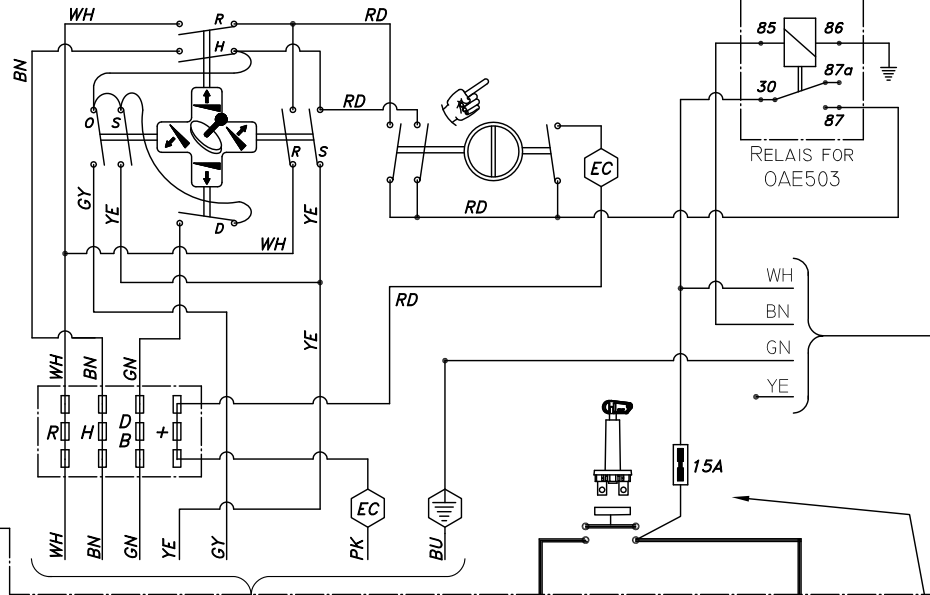 WH
R
RD
H
BN
85
86
87a
30
87
RD
O
S
R
S
EC
RELAIS FOR
OAE503
GY
YE
YE
RD
D
WH
WH
RD
BN
YE
GN
WH
BN
GN
YE
R
H
D
B
+
15A
EC
WH
BN
GN
YE
GY
PK
BU